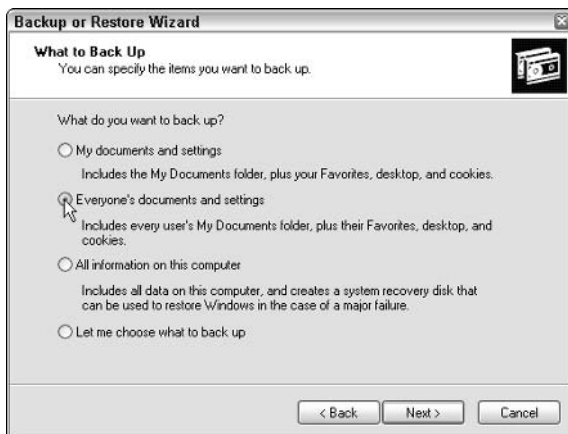 Backup or Restore Wizard
What to Back Up
You can specify the items you want to back up.
What do you want to back up?
My documents and settings
Includes the My Documents folder, plus your Favorites, desktop, and cookies.
Everyone's documents and settings
Includes every user's My Documents folder, plus their Favorites, desktop, and
cookies.
All information on this computer
Includes all data on this computer, and creates a system recovery disk that
can be used to restore Windows in the case of a major failure.
Let me choose what to back up
< Back
Next >
Cancel